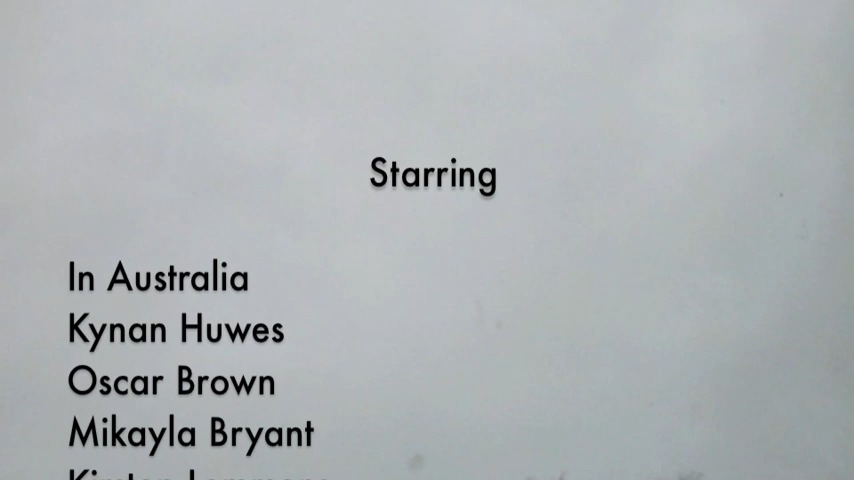 Starring
In Australia
Kynan Huwes
Oscar Brown
Mikayla Bryant